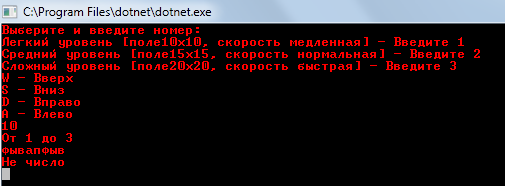 C:\Program Files\dotnet\dotnet.exe
Выберите и введите номер:
Легкий уровень [поле10x10, скорость медленная] - Введите 1
Средний уровень [поле15x15, скорость нормальная] - Введите 2
Сложный уровень [поле20x20, скорость быстрая] - Введите 3
W - Вверх
S - Вниз
D - Вправо
A - Влево
10
От 1 до 3
фывапфыв
Не число